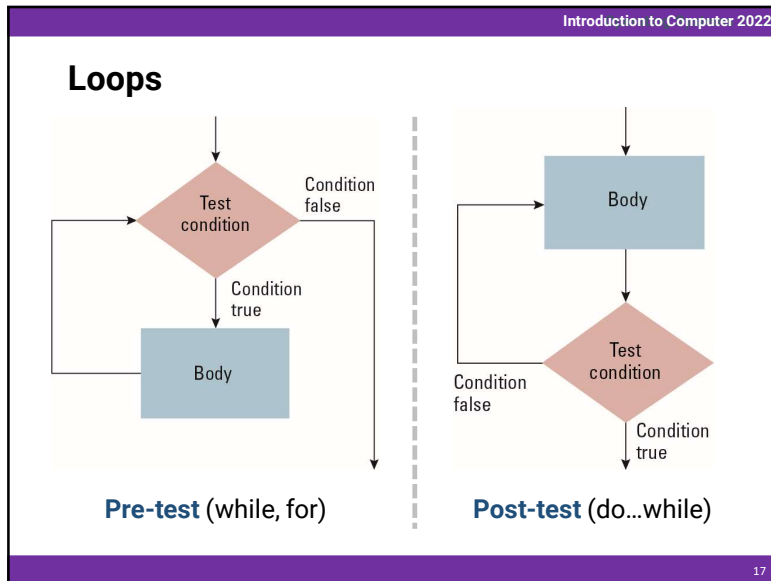 Introduction to Computer 2022
Loops
Test
condition
Condition
false
Condition
true
Body
Pre-test (while, for)
Body
Test
condition
Condition
false
Condition
true
Post-test (do…while)
17